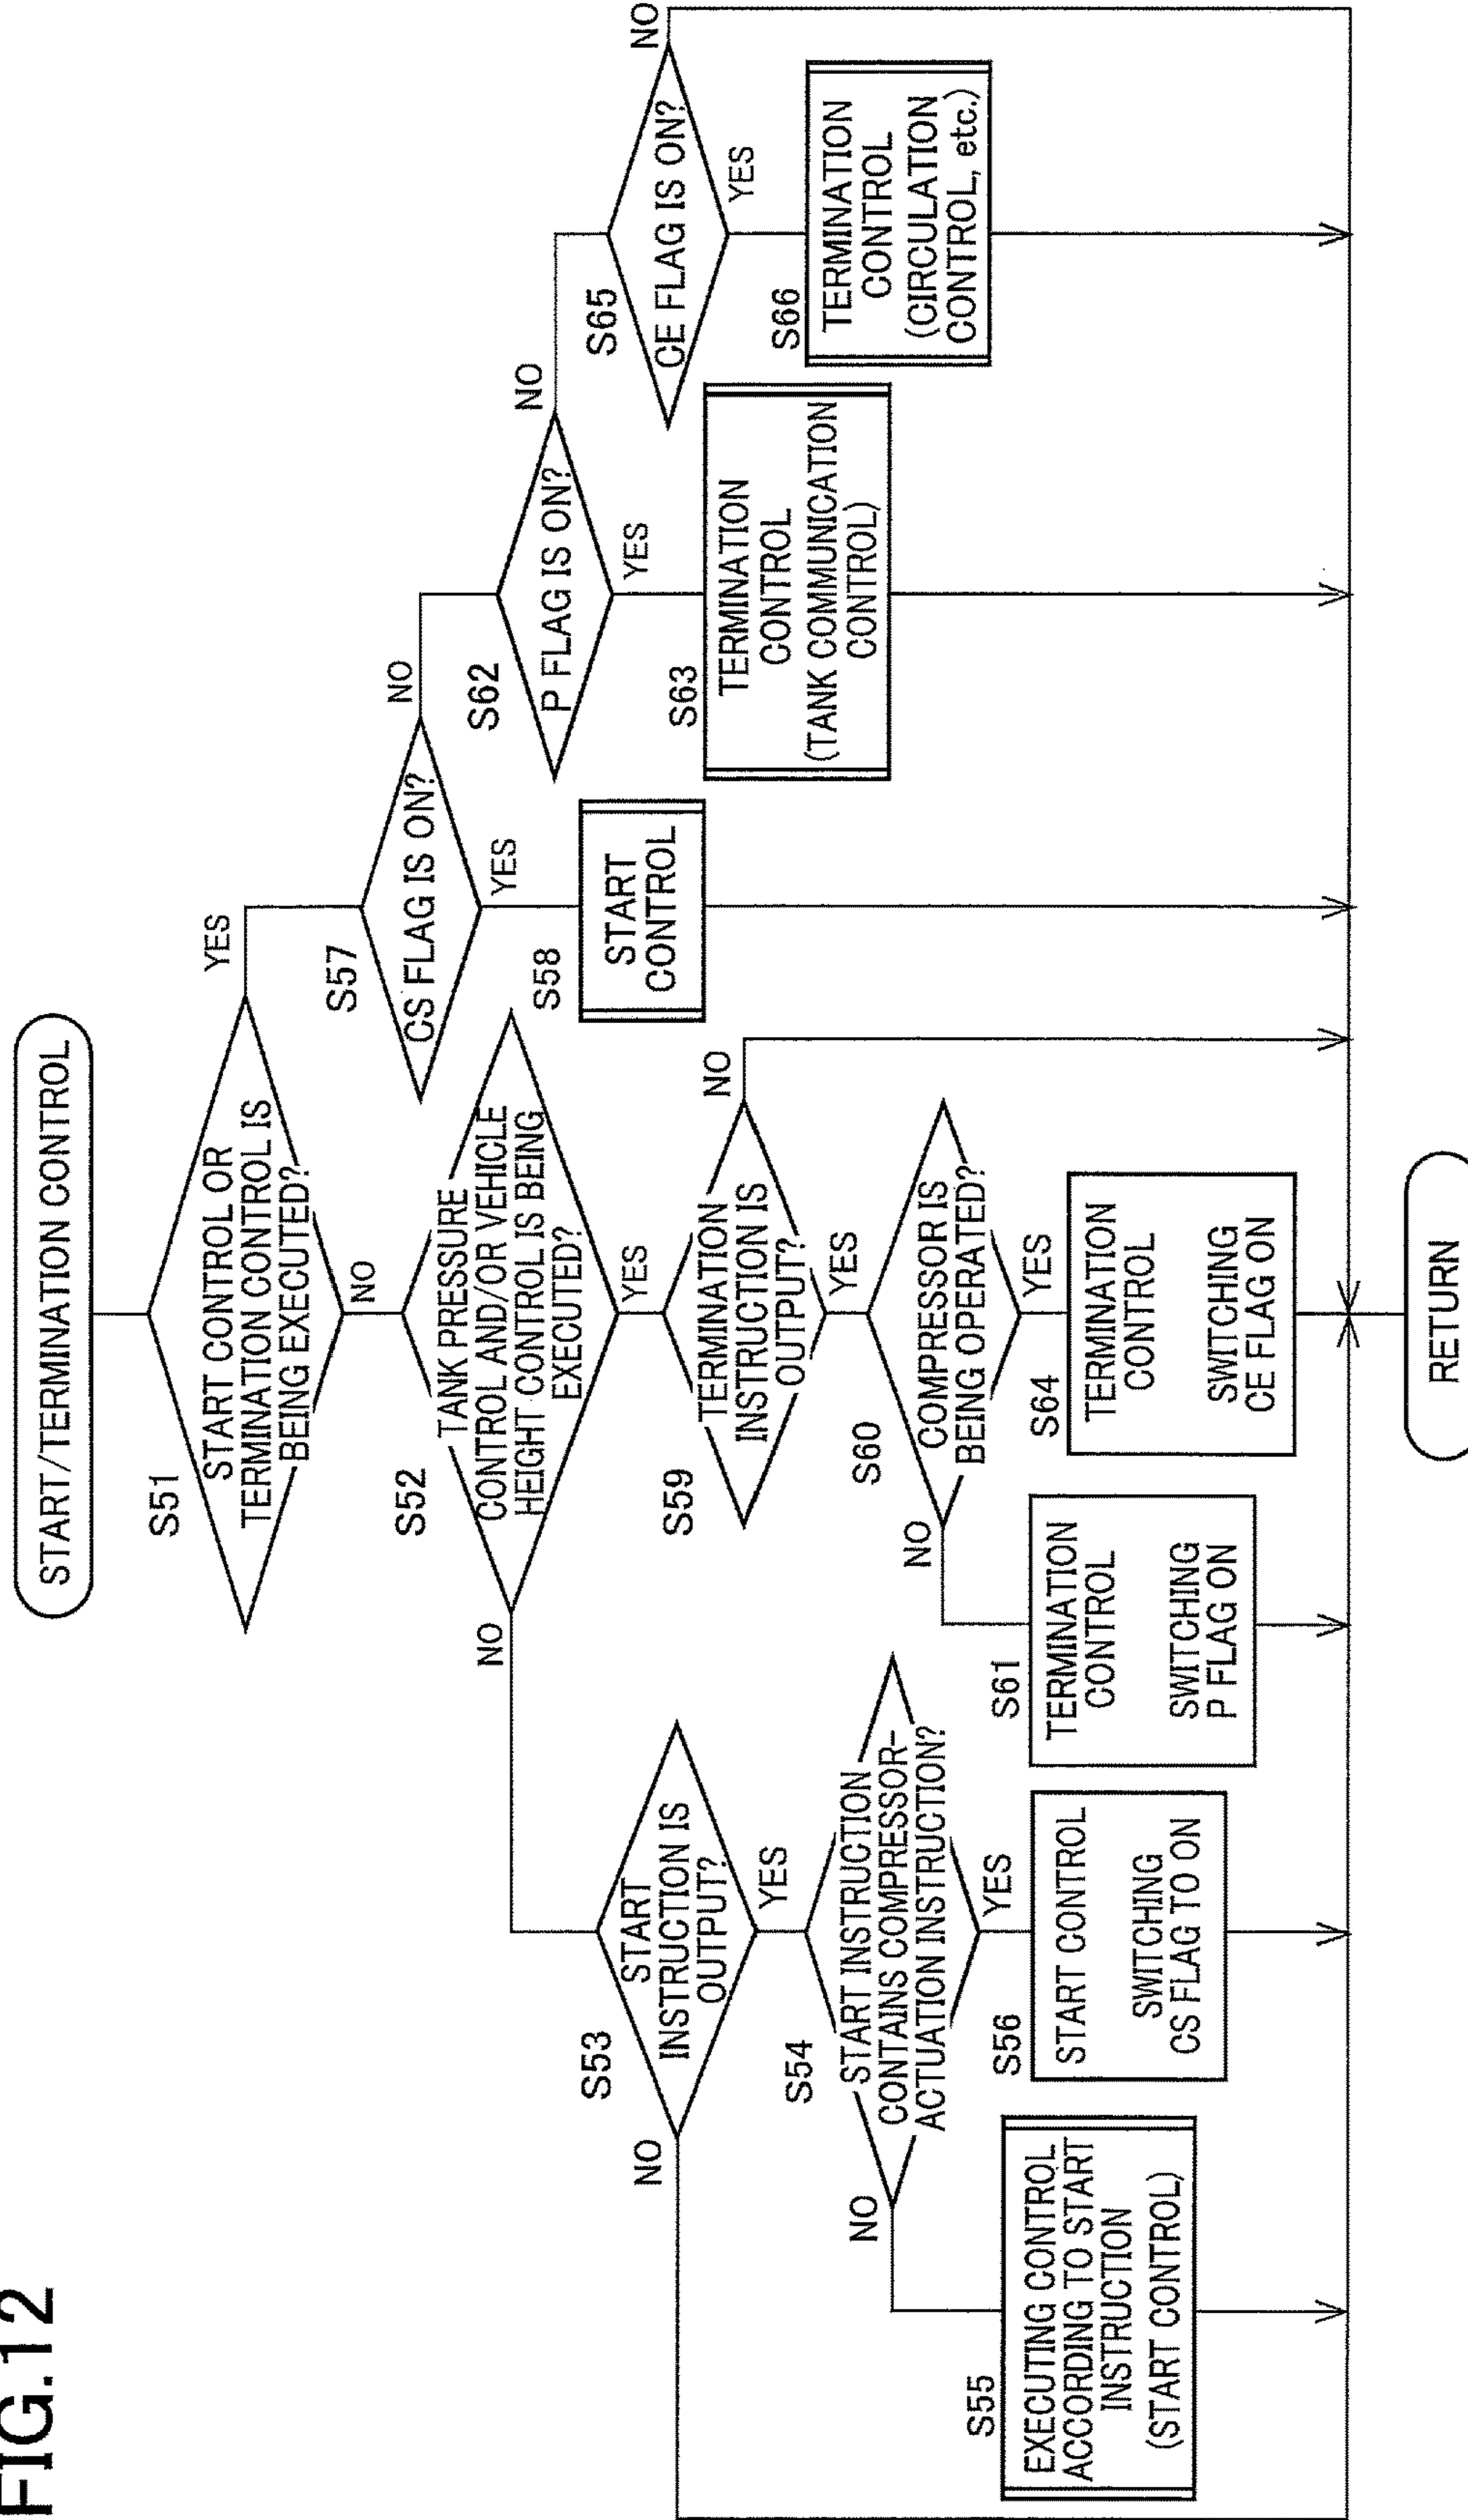 FIG.12
START/TERMINATION CONTROL
S51
START CONTROL OR
TERMINATION CONTROL IS
BEING EXECUTED?
YES
NO
S52
TANK PRESSURE
CONTROL AND/OR VEHICLE
HEIGHT CONTROL IS BEING
EXECUTED?
NO
YES
S53
START
INSTRUCTION IS
OUTPUT?
NO
YES
S54
START INSTRUCTION
CONTAINS COMPRESSOR-
ACTUATION INSTRUCTION?
NO
YES
S55
EXECUTING CONTROL
ACCORDING TO START
INSTRUCTION
(START CONTROL)
S56
START CONTROL
SWITCHING
CS FLAG TO ON
S57
CS FLAG IS ON?
NO
YES
S58
START
CONTROL
S59
TERMINATION
INSTRUCTION IS
OUTPUT?
NO
YES
S60
COMPRESSOR IS
BEING OPERATED?
NO
YES
S61
TERMINATION
CONTROL
SWITCHING
P FLAG ON
S64
TERMINATION
CONTROL
SWITCHING
CE FLAG ON
S62
P FLAG IS ON?
NO
YES
S63
TERMINATION
CONTROL
(TANK COMMUNICATION
CONTROL)
S65
CE FLAG IS ON?
NO
YES
S66
TERMINATION
CONTROL
(CIRCULATION
CONTROL, etc.)
RETURN